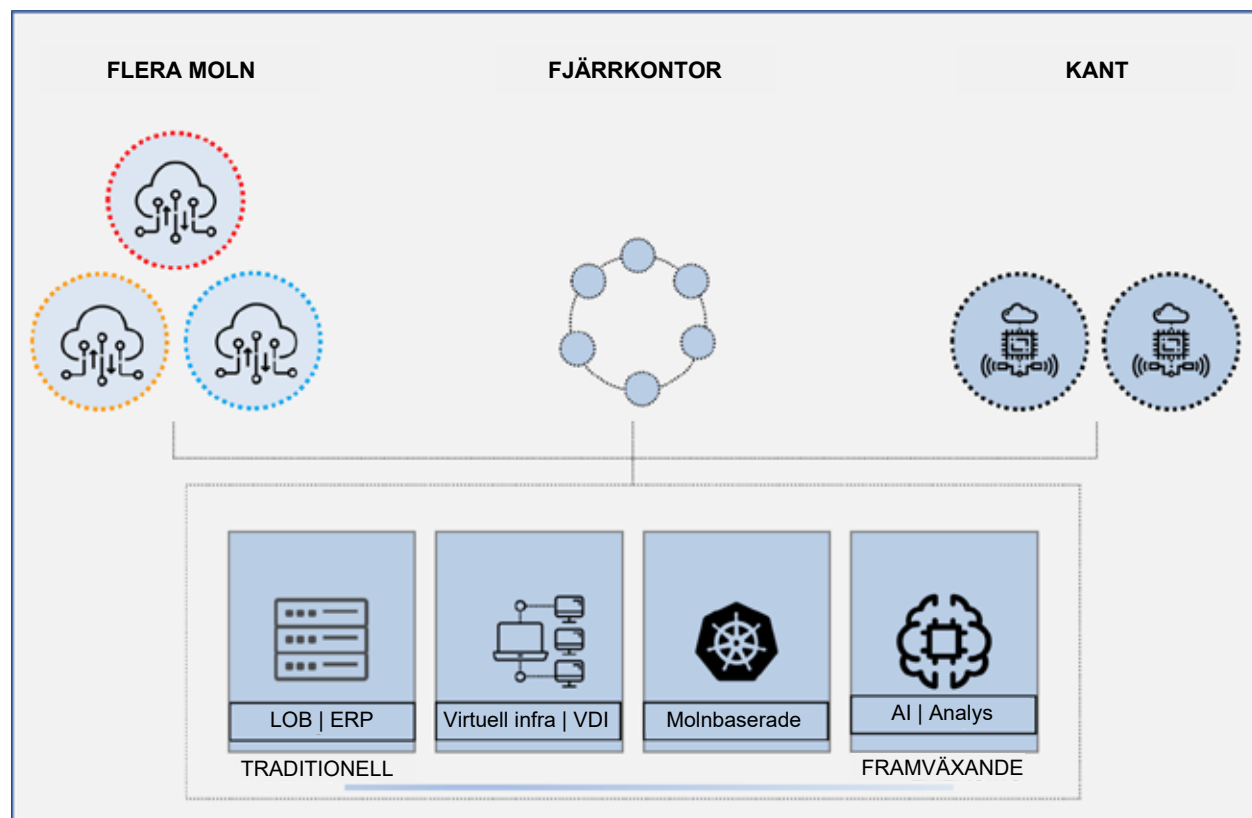 FLERA MOLN
FJÄRRKONTOR
KANT
LOB | ERP
Virtuell infra | VDI
Molnbaserade
AI | Analys
TRADITIONELL
FRAMVÄXANDE